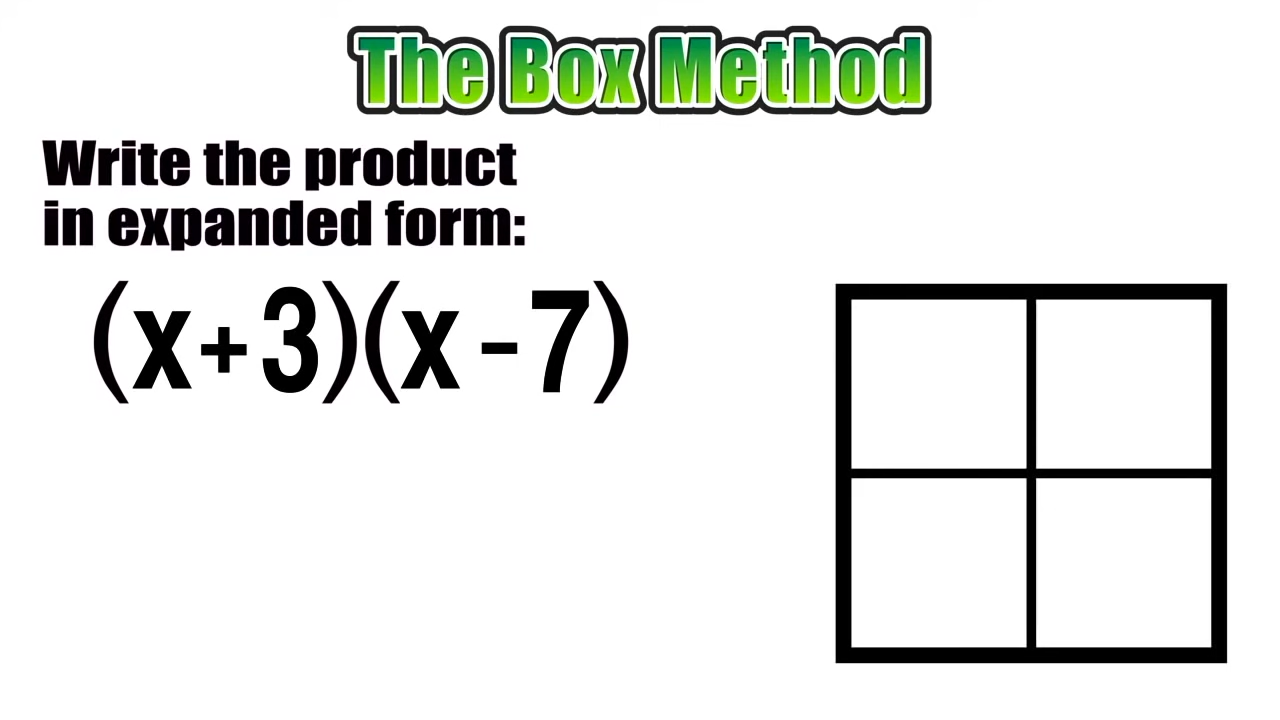 The Box Method
Write the product
in expanded form:
(x+3)(x-7)